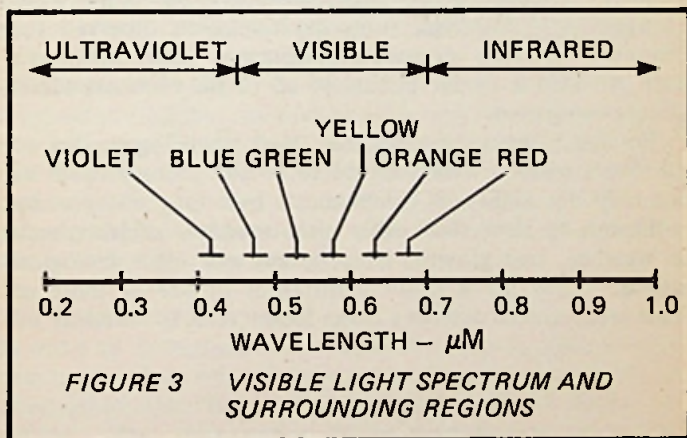 ULTRAVIOLET VISIBLE INFRARED
YELLOW
VIOLET BLUE GREEN ORANGE RED
0.2 0.3 0.4 0.5 0.6 0.7 0.8 0.9 1.0
WAVELENGTH – μM
FIGURE 3 VISIBLE LIGHT SPECTRUM AND
SURROUNDING REGIONS